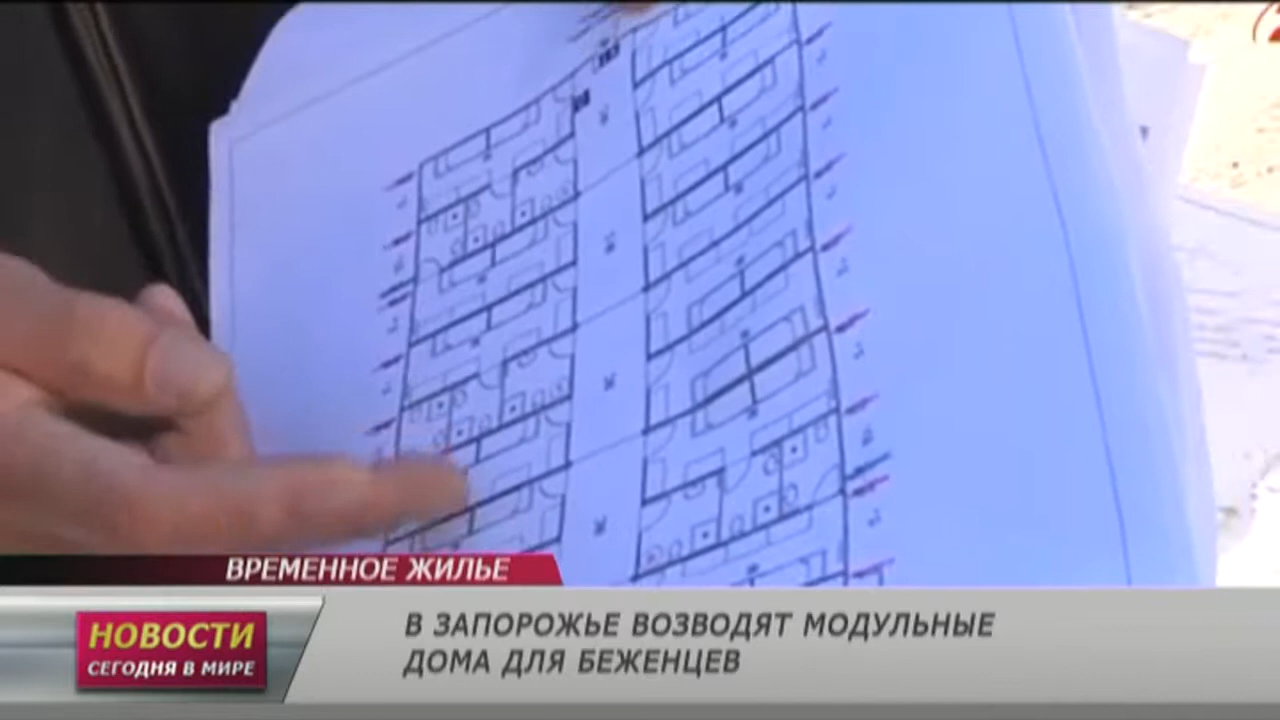 ВРЕМЕННОЕ ЖИЛЬЕ
НОВОСТИ
СЕГОДНЯ В МИРЕ
В ЗАПОРОЖЬЕ ВОЗВОДЯТ МОДУЛЬНЫЕ
ДОМА ДЛЯ БЕЖЕНЦЕВ